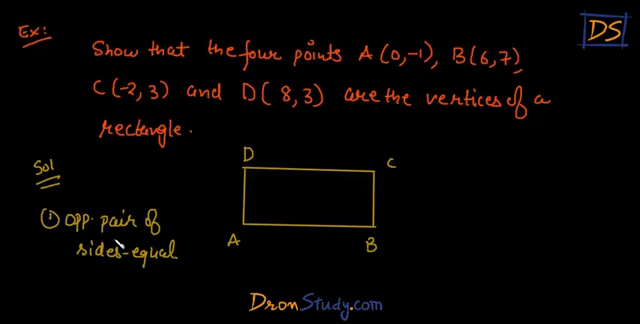 Ex:
DS
Show that the four points A (0,-1), B(6,7),
C(-2,3) and D( 8,3) are the vertices of a
rectangle.
Sol
D
C
① opp. pair of
sides-equal
A
B
DronStudy.com